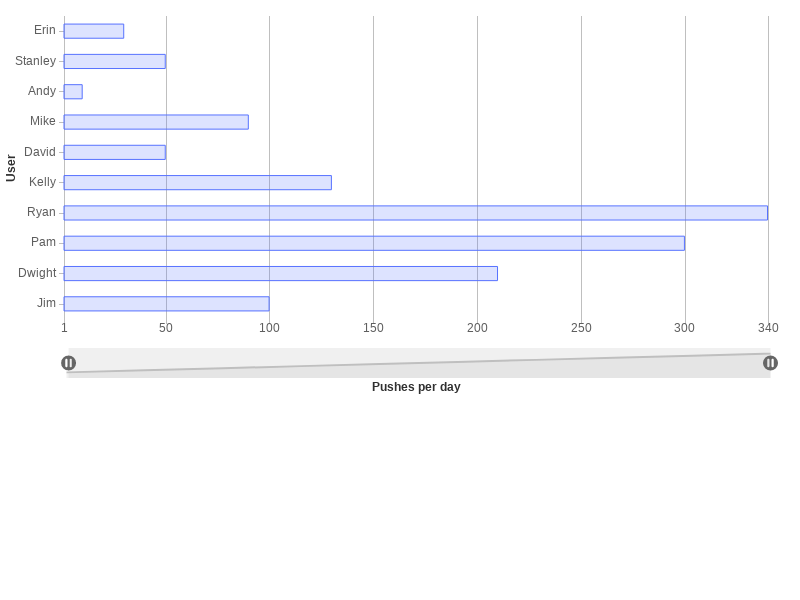 Erin
Stanley
Andy
Mike
David
Kelly
Ryan
Pam
Dwight
Jim
User
1 50 100 150 200 250 300 340
Pushes per day